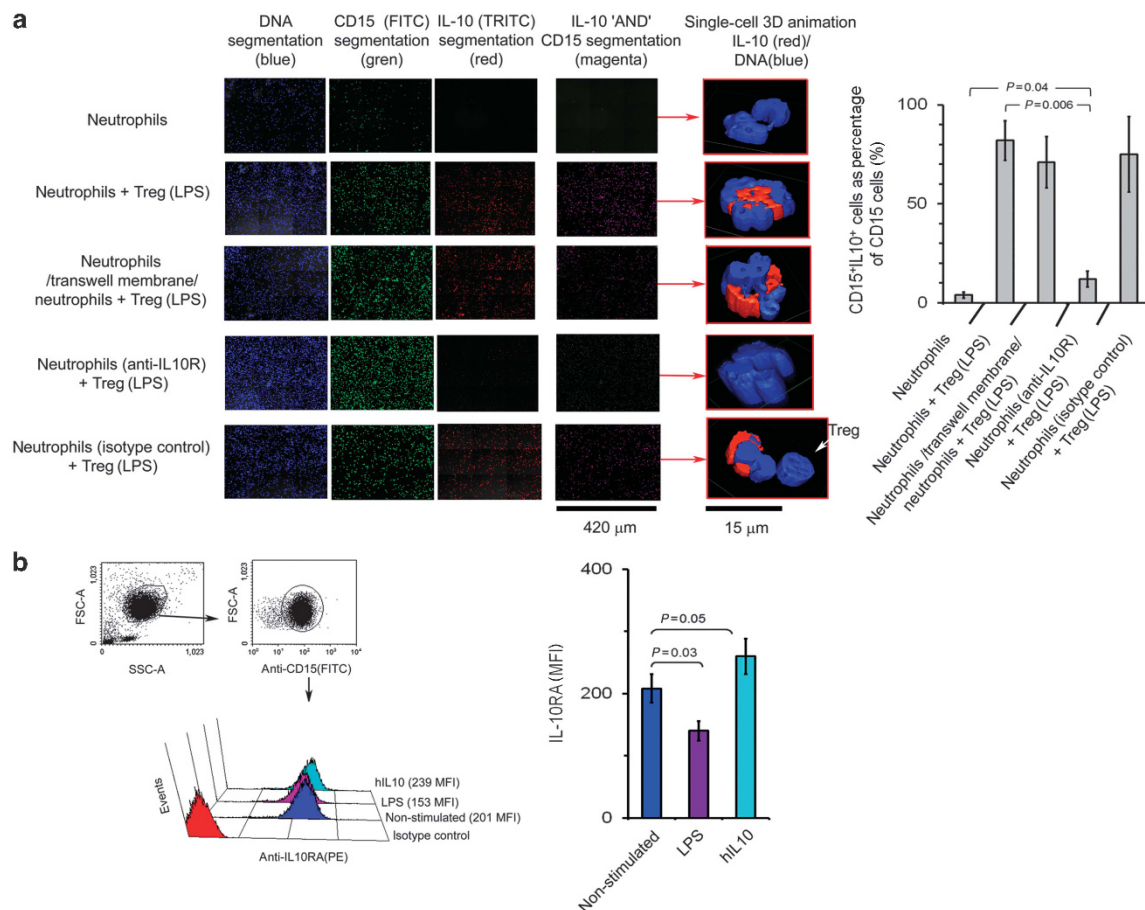 a
DNA
segmentation
(blue)
CD15 (FITC)
segmentation
(gren)
IL-10 (TRITC)
segmentation
(red)
IL-10 'AND'
CD15 segmentation
(magenta)
Single-cell 3D animation
IL-10 (red)/
DNA(blue)
Neutrophils
Neutrophils + Treg (LPS)
Neutrophils
/transwell membrane/
neutrophils + Treg (LPS)
Neutrophils (anti-IL10R)
+ Treg (LPS)
Neutrophils (isotype control)
+ Treg (LPS)
Treg
420 μm
15 μm
CD15+IL10+ cells as percentage
of CD15 cells (%)
100
50
0
P=0.04
P=0.006
Neutrophils
Neutrophils + Treg (LPS)
Neutrophils /transwell membrane/
neutrophils + Treg (LPS)
Neutrophils (anti-IL10R)
+ Treg (LPS)
Neutrophils (isotype control)
+ Treg (LPS)
b
FSC-A
1,023
0
SSC-A
1,023
FSC-A
1,023
0
10⁰ 10¹ 10² 10³ 10⁴
Anti-CD15(FITC)
Events
hIL10 (239 MFI)
LPS (153 MFI)
Non-stimulated (201 MFI)
Isotype control
Anti-IL10RA(PE)
IL-10RA (MFI)
400
200
0
P=0.05
P=0.03
Non-stimulated
LPS
hIL10